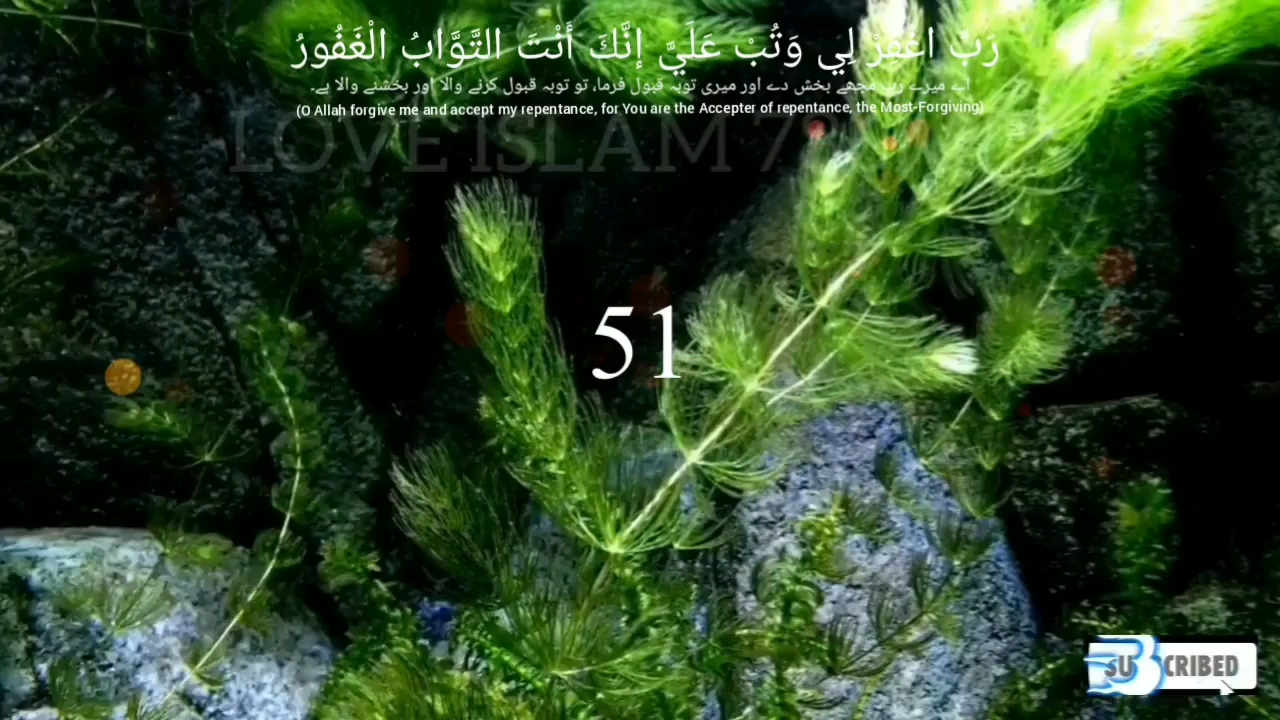 رَبِّ اغْفِرْ لِي وَتُبْ عَلَيَّ إِنَّكَ أَنْتَ التَّوَّابُ الْغَفُورُ
اے میرے رب مجھے بخش دے اور میری توبہ قبول فرما، تو توبہ قبول کرنے والا اور بخشنے والا ہے۔
(O Allah forgive me and accept my repentance, for You are the Accepter of repentance, the Most-Forgiving)
LOVE ISLAM 7
51
SUBSCRIBED